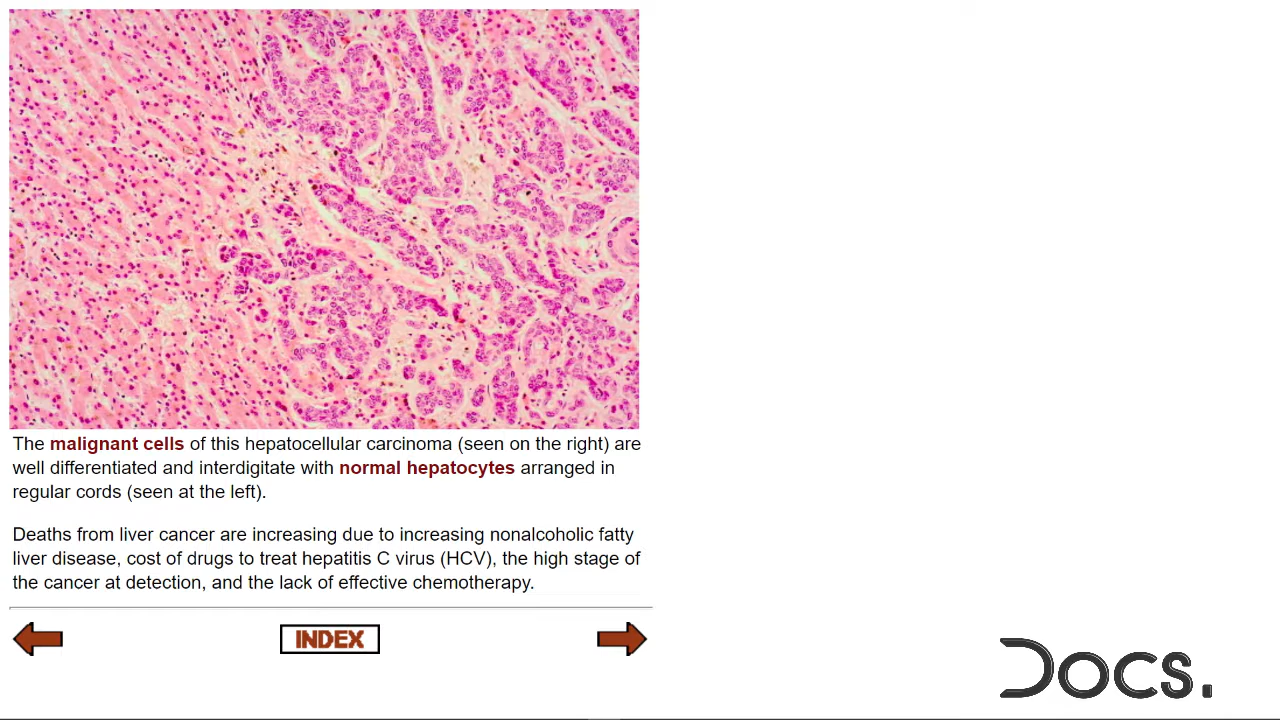 The malignant cells of this hepatocellular carcinoma (seen on the right) are
well differentiated and interdigitate with normal hepatocytes arranged in
regular cords (seen at the left).
Deaths from liver cancer are increasing due to increasing nonalcoholic fatty
liver disease, cost of drugs to treat hepatitis C virus (HCV), the high stage of
the cancer at detection, and the lack of effective chemotherapy.
INDEX
DOCS.